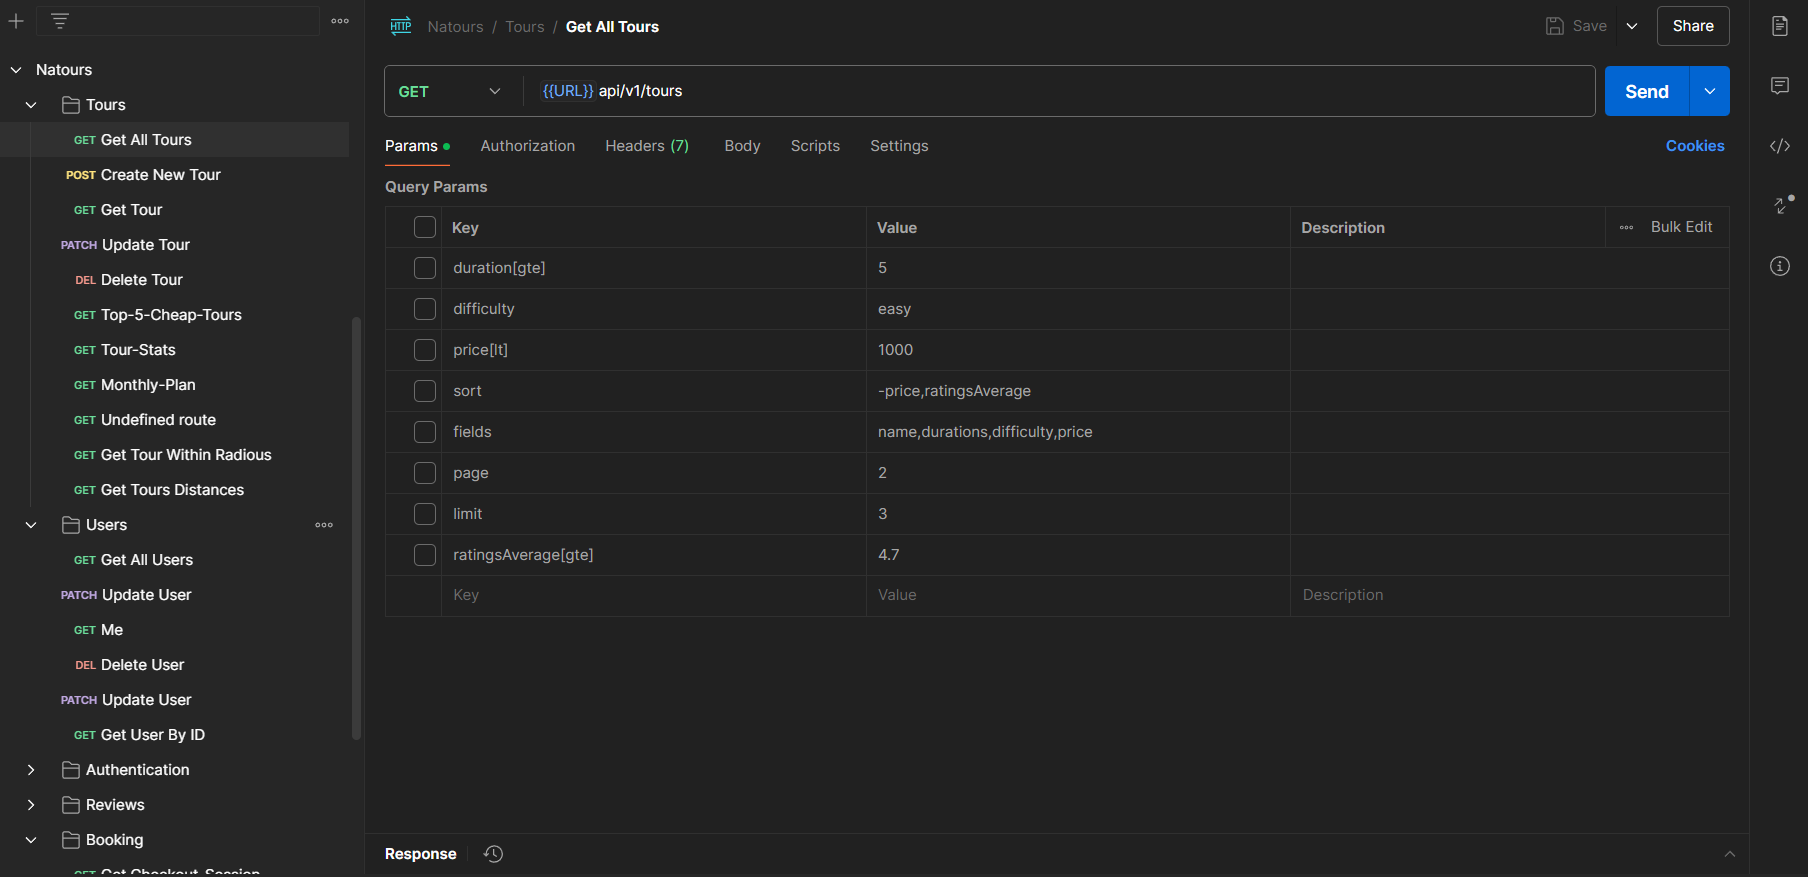 Natours
Tours
GET Get All Tours
POST Create New Tour
GET Get Tour
PATCH Update Tour
DEL Delete Tour
GET Top-5-Cheap-Tours
GET Tour-Stats
GET Monthly-Plan
GET Undefined route
GET Get Tour Within Radious
GET Get Tours Distances
Users
GET Get All Users
PATCH Update User
GET Me
DEL Delete User
PATCH Update User
GET Get User By ID
Authentication
Reviews
Booking
GET Get Checkout-Session
HTTP Natours / Tours / Get All Tours
Save
Share
GET {{URL}} api/v1/tours
Send
Params Authorization Headers (7) Body Scripts Settings Cookies
Query Params
Key Value Description Bulk Edit
duration[gte] 5
difficulty easy
price[lt] 1000
sort -price,ratingsAverage
fields name,durations,difficulty,price
page 2
limit 3
ratingsAverage[gte] 4.7
Key Value Description
Response